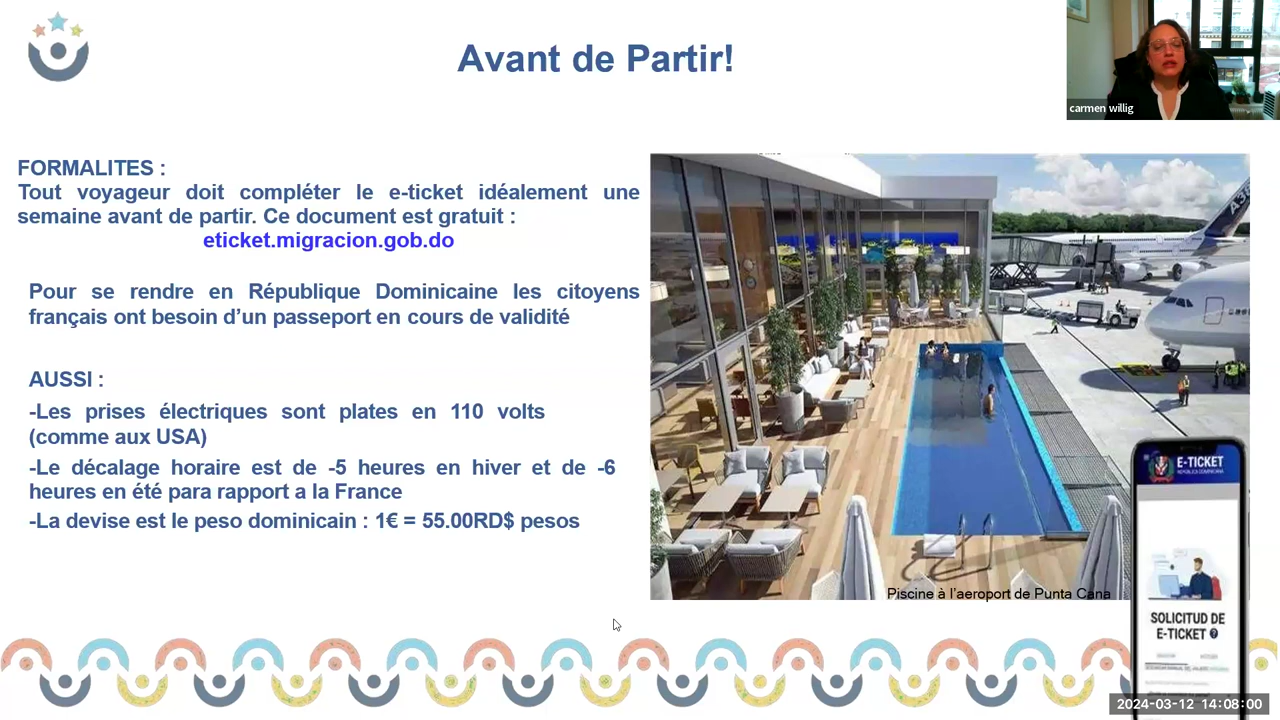 Avant de Partir!
carmen willig
FORMALITES :
Tout voyageur doit compléter le e-ticket idéalement une
semaine avant de partir. Ce document est gratuit :
eticket.migracion.gob.do
Pour se rendre en République Dominicaine les citoyens
français ont besoin d’un passeport en cours de validité
AUSSI :
-Les prises électriques sont plates en 110 volts
(comme aux USA)
-Le décalage horaire est de -5 heures en hiver et de -6
heures en été para rapport a la France
-La devise est le peso dominicain : 1€ = 55.00RD$ pesos
A35
E-TICKET
REPÚBLICA DOMINICANA
Piscine à l’aeroport de Punta Cana
SOLICITUD DE
E-TICKET ?
2024-03-12 14:08:00